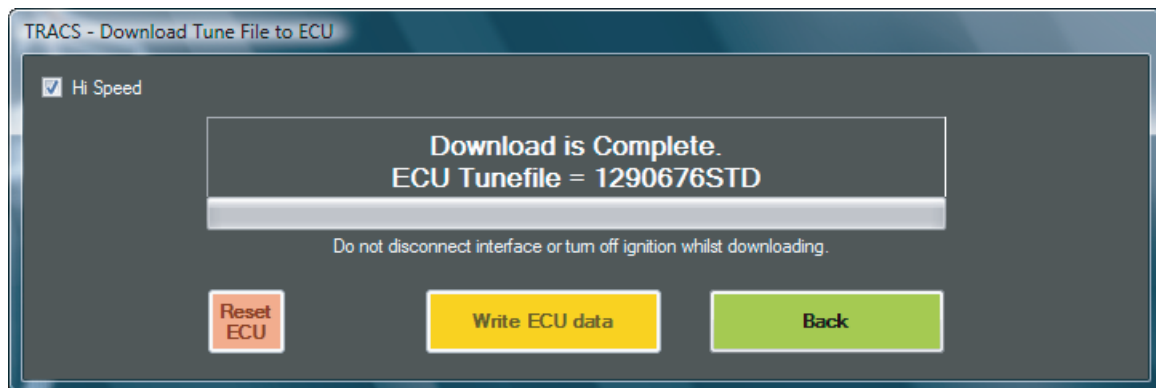 TRACS - Download Tune File to ECU
Hi Speed
Download is Complete.
ECU Tunefile = 1290676STD
Do not disconnect interface or turn off ignition whilst downloading.
Reset
ECU
Write ECU data
Back